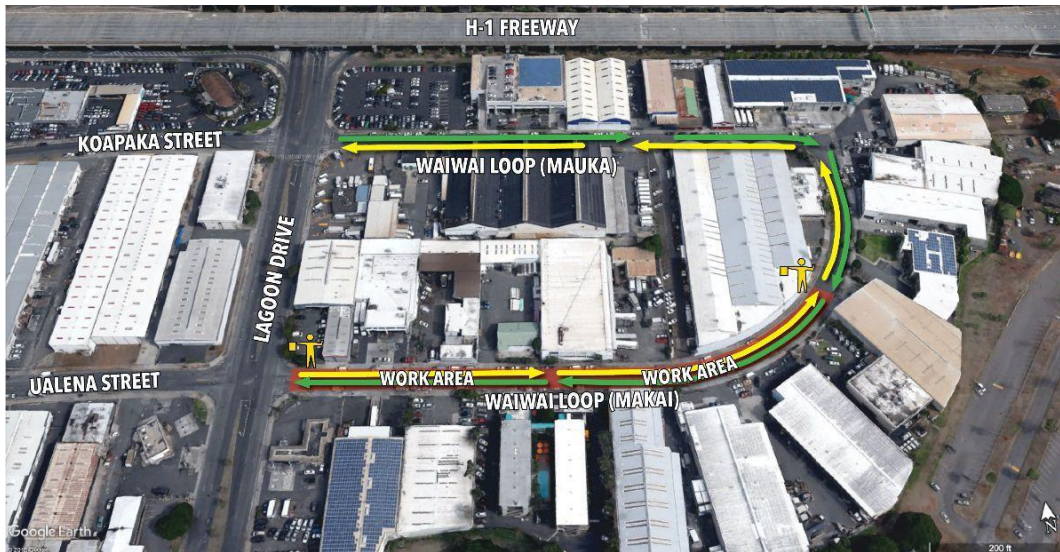 H-1 FREEWAY
KOAPAKA STREET
WAIWAI LOOP (MAUKA)
LAGOON DRIVE
UALENA STREET
WORK AREA
WORK AREA
WAIWAI LOOP (MAKAI)
Google Earth
N
200 ft